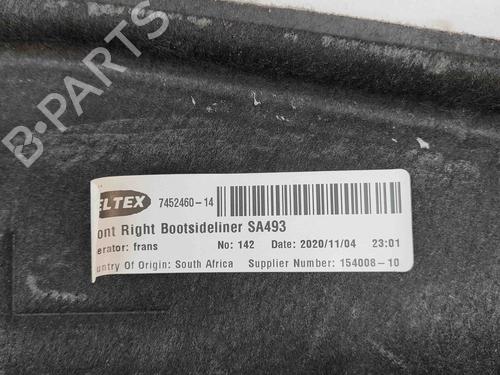 B-PARTS
ELTEX 7452460-14
ont Right Bootsideliner SA493
erator: frans No: 142 Date: 2020/11/04 23:01
untry Of Origin: South Africa Supplier Number: 154008-10